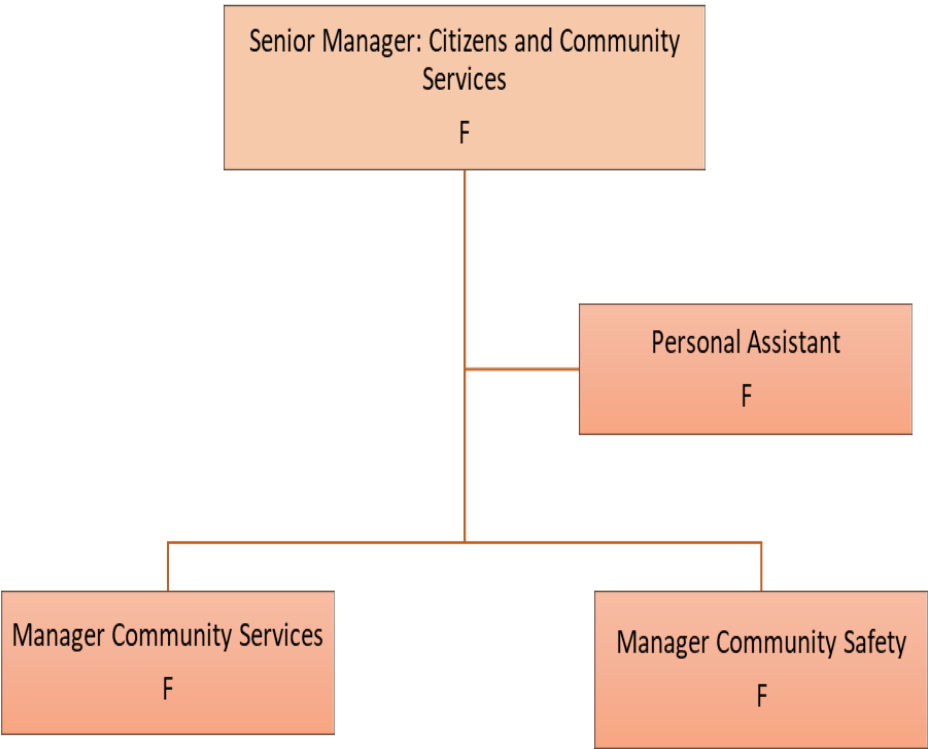 Senior Manager: Citizens and Community
Services
F
Personal Assistant
F
Manager Community Services
F
Manager Community Safety
F